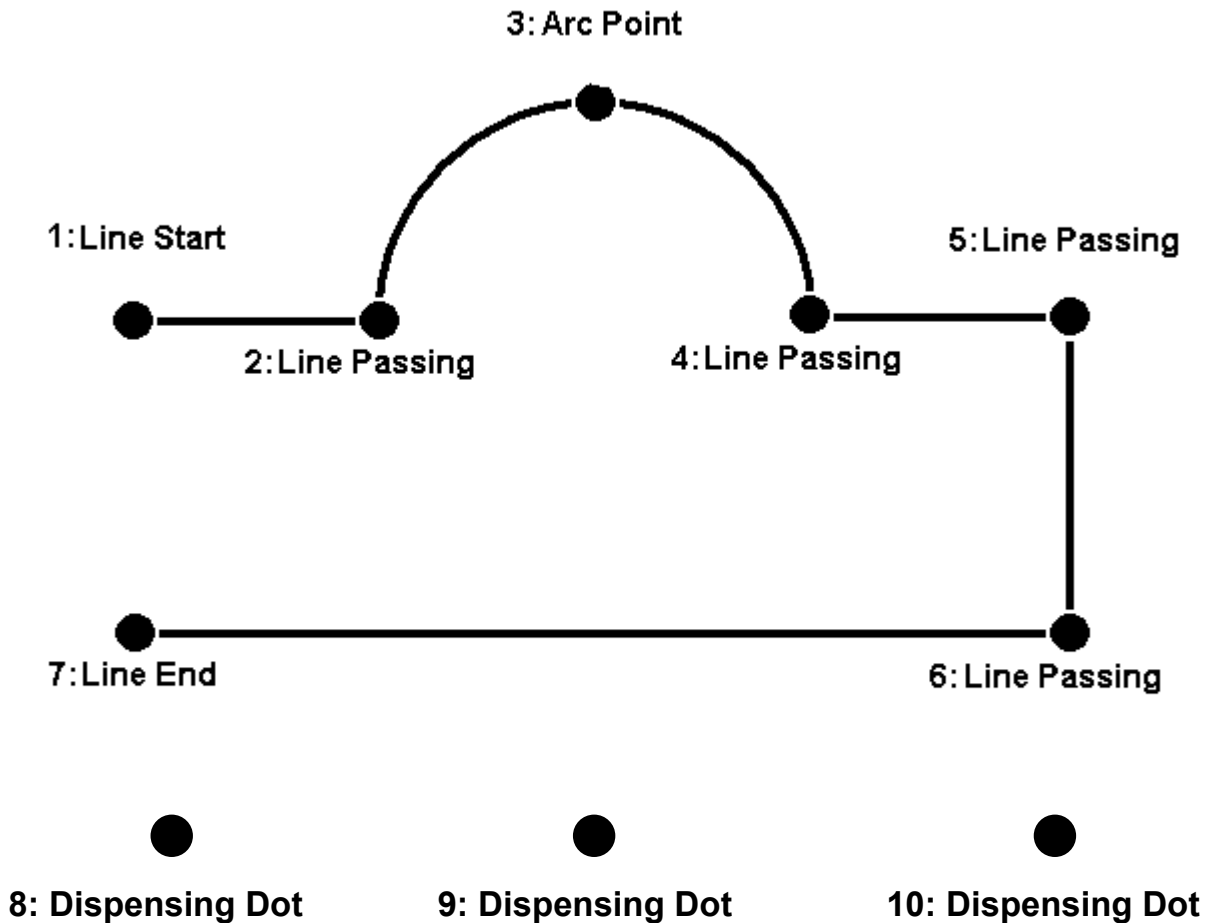 3: Arc Point
1:Line Start
5:Line Passing
2:Line Passing
4:Line Passing
7:Line End
6:Line Passing
8: Dispensing Dot
9: Dispensing Dot
10: Dispensing Dot